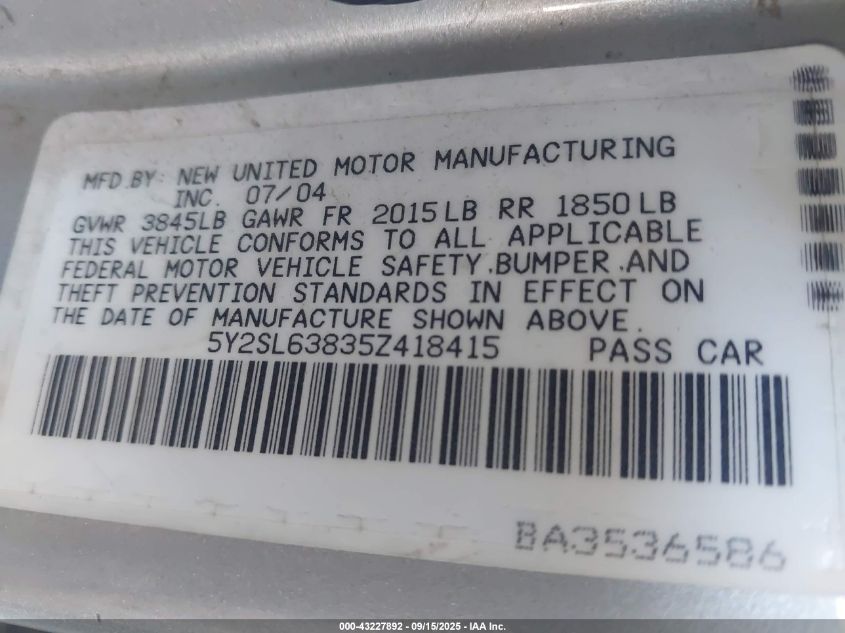 MFD.BY: NEW UNITED MOTOR MANUFACTURING
INC. 07/04
GVWR 3845LB GAWR FR 2015LB RR 1850LB
THIS VEHICLE CONFORMS TO ALL APPLICABLE
FEDERAL MOTOR VEHICLE SAFETY.BUMPER.AND
THEFT PREVENTION STANDARDS IN EFFECT ON
THE DATE OF MANUFACTURE SHOWN ABOVE.
5Y2SL63835Z418415 PASS CAR
BA3536586
000-43227892 - 09/15/2025 - IAA Inc.